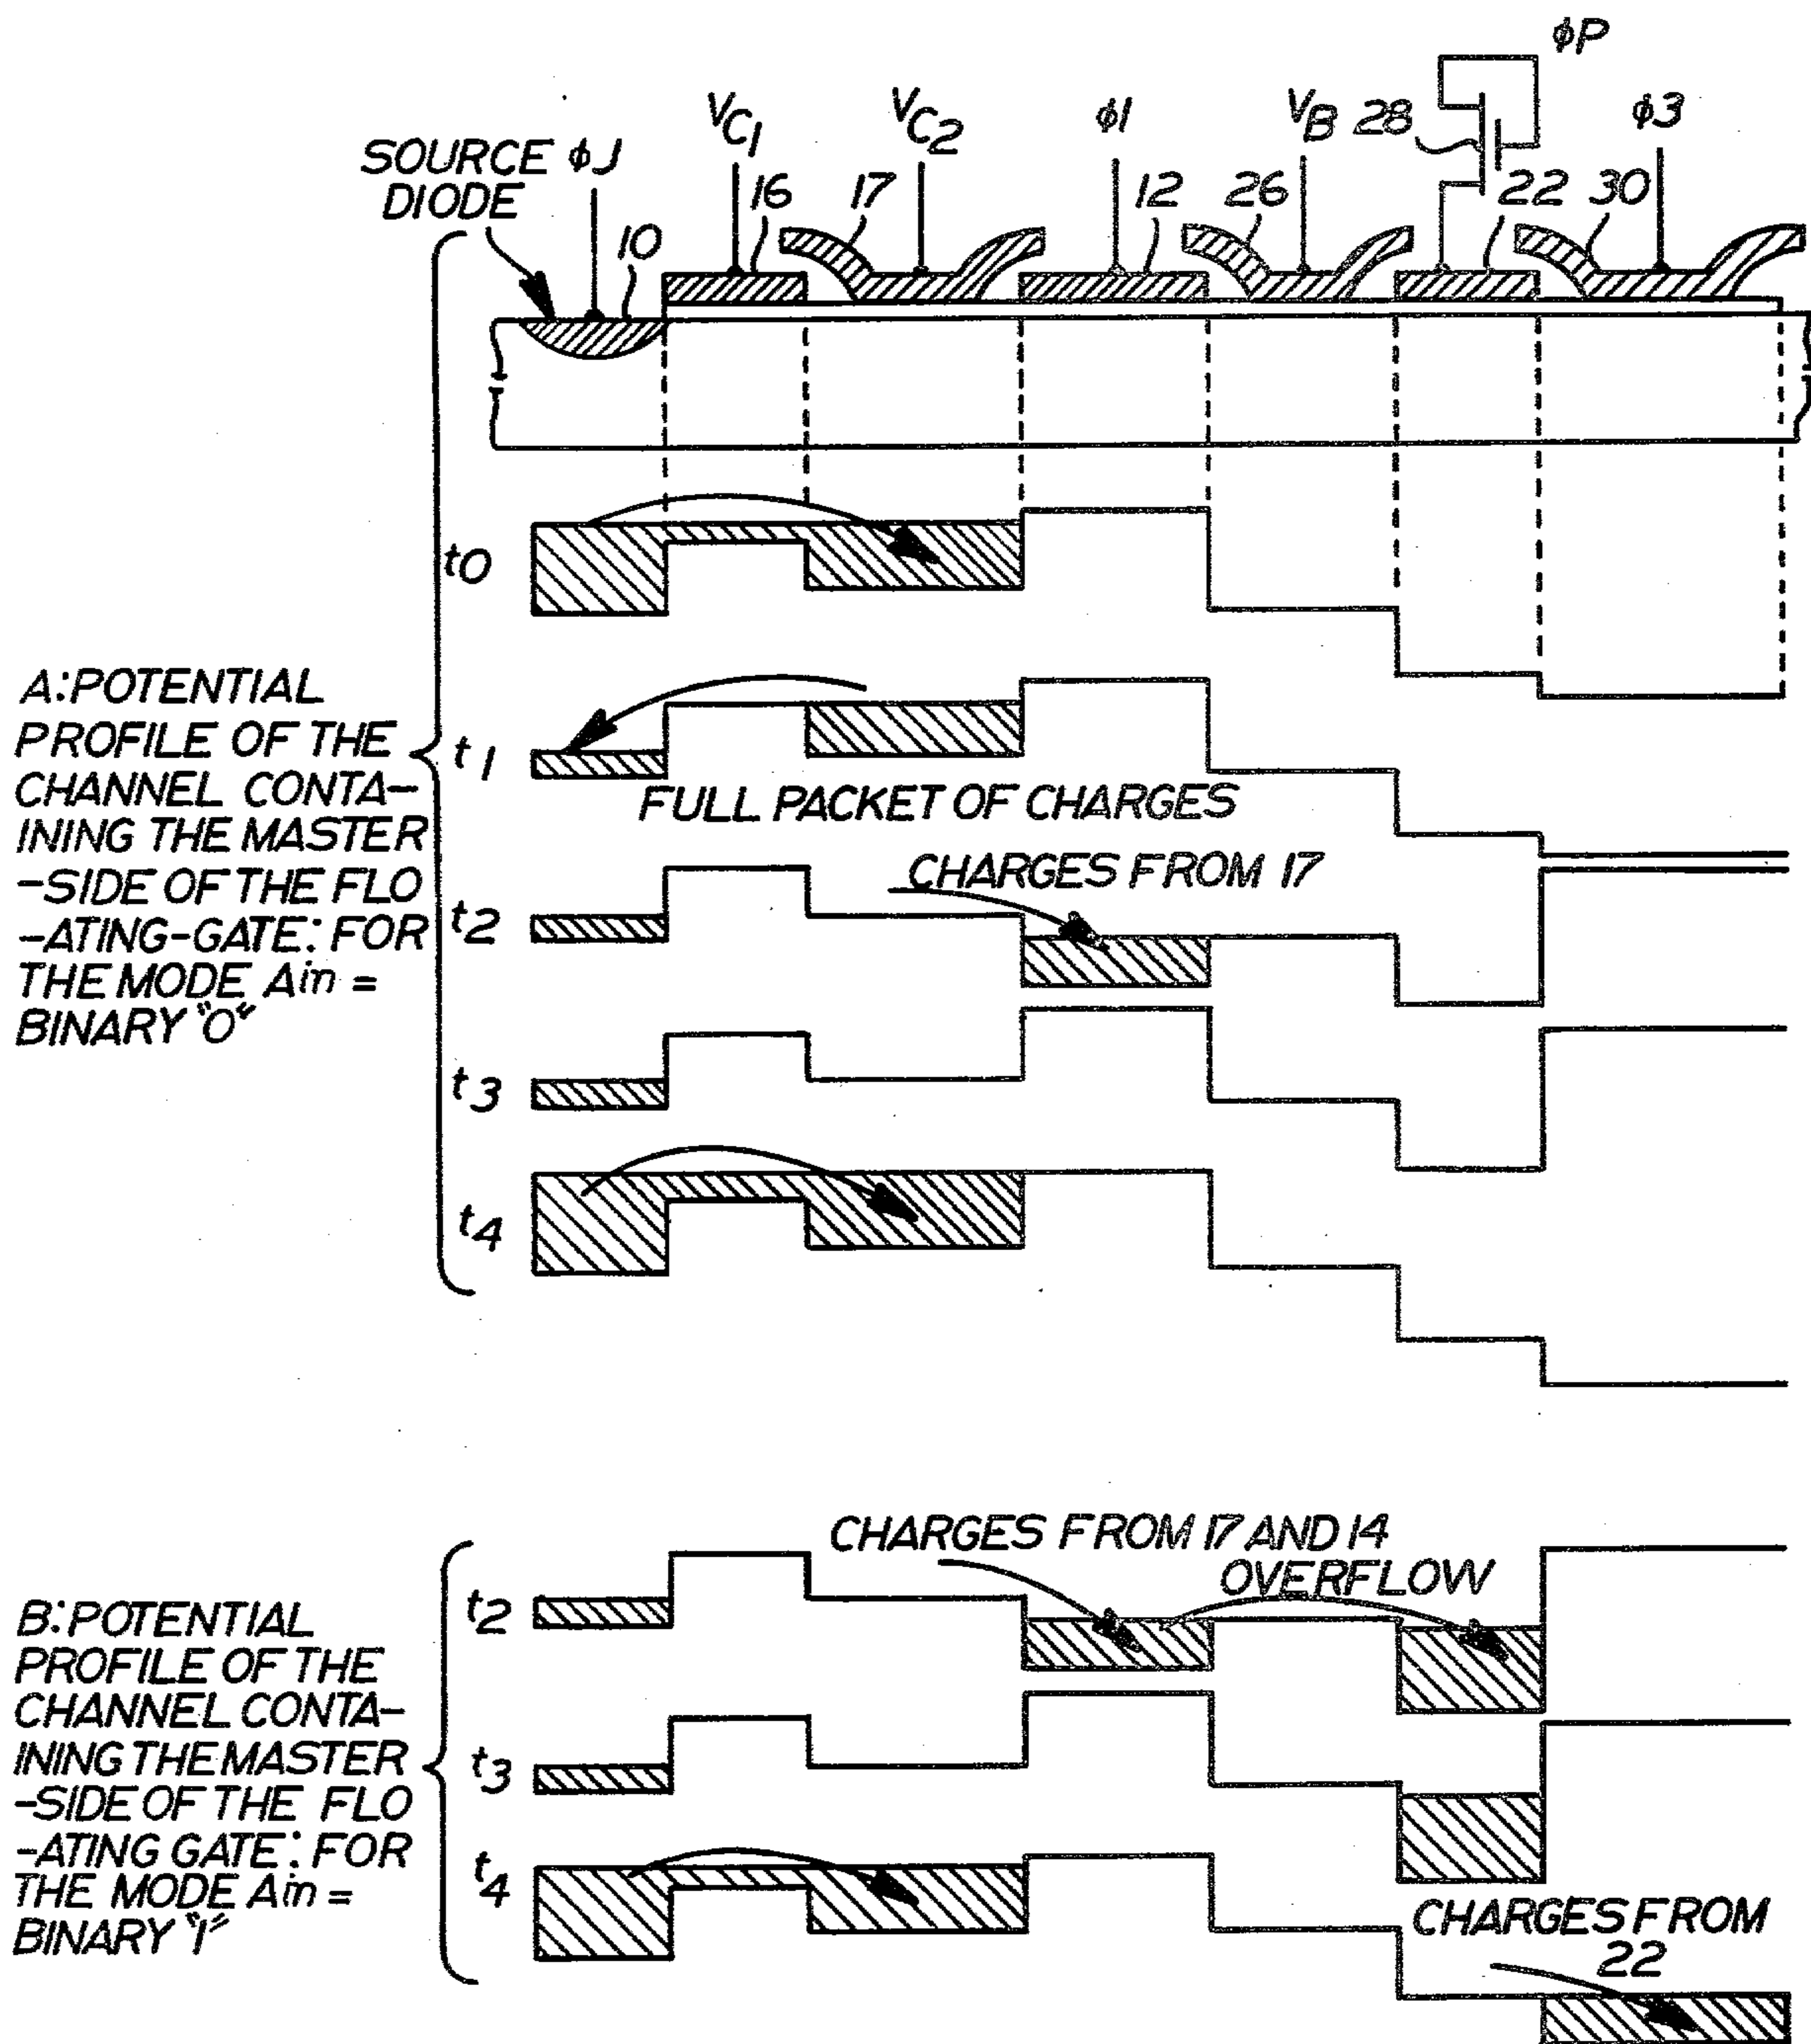 φP
VC1
VC2
φ1
VB 28
φ3
SOURCE φJ
DIODE
16
17
12
26
22
30
10
t0
A:POTENTIAL
PROFILE OF THE
CHANNEL CONTA-
INING THE MASTER
-SIDE OF THE FLO
-ATING-GATE: FOR
THE MODE Ain =
BINARY "0"
t1
FULL PACKET OF CHARGES
CHARGES FROM 17
t2
t3
t4
CHARGES FROM 17 AND 14
OVERFLOW
B:POTENTIAL
PROFILE OF THE
CHANNEL CONTA-
INING THE MASTER
-SIDE OF THE FLO
-ATING GATE: FOR
THE MODE Ain =
BINARY "1"
t2
t3
t4
CHARGES FROM
22